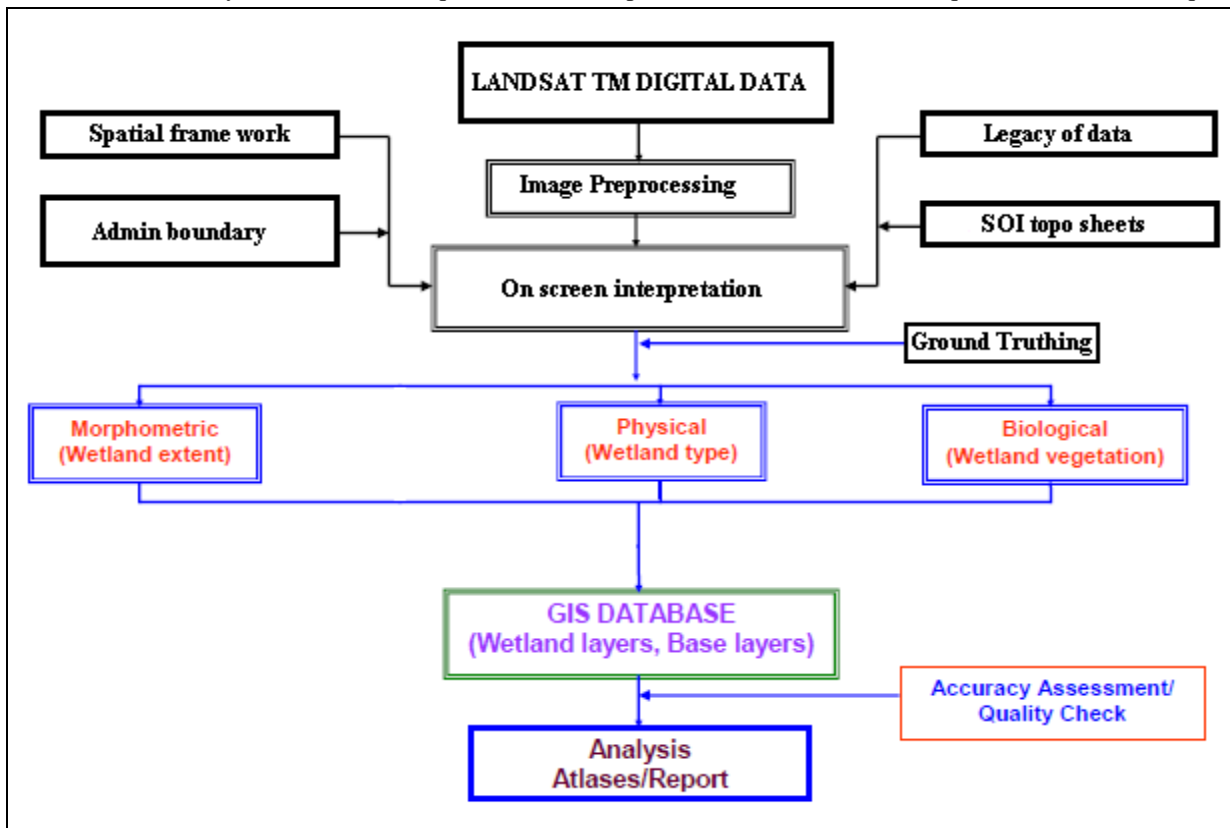 LANDSAT TM DIGITAL DATA
Spatial frame work
Legacy of data
Image Preprocessing
Admin boundary
SOI topo sheets
On screen interpretation
Ground Truthing
Morphometric
(Wetland extent)
Physical
(Wetland type)
Biological
(Wetland vegetation)
GIS DATABASE
(Wetland layers, Base layers)
Accuracy Assessment/
Quality Check
Analysis
Atlases/Report